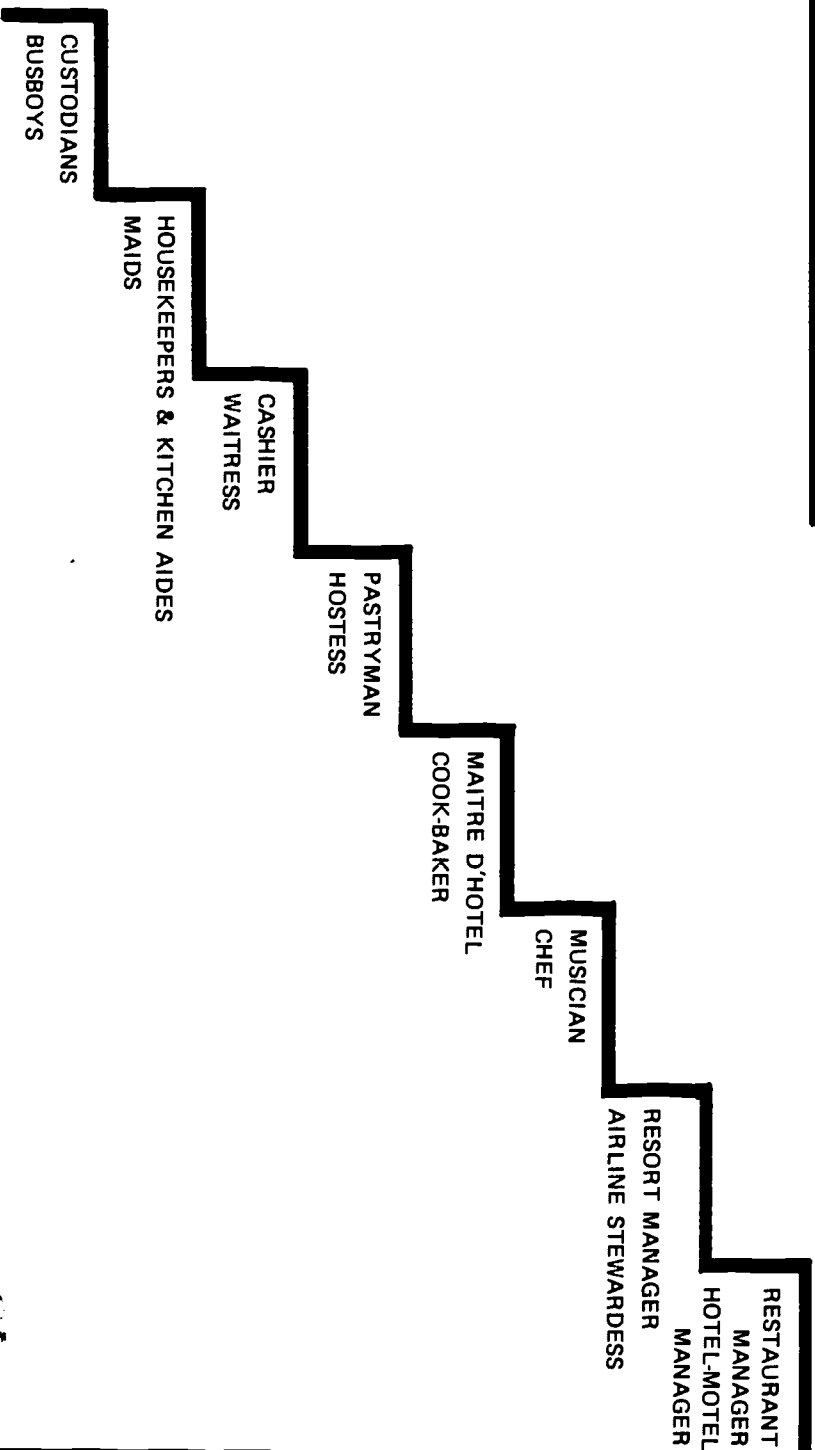 RESTAURANT
MANAGER
HOTEL-MOTEL
MANAGER
RESORT MANAGER
AIRLINE STEWARDESS
MUSICIAN
CHEF
MAITRE D'HOTEL
COOK-BAKER
PASTRYMAN
HOSTESS
CASHIER
WAITRESS
HOUSEKEEPERS & KITCHEN AIDES
MAIDS
CUSTODIANS
BUSBOYS